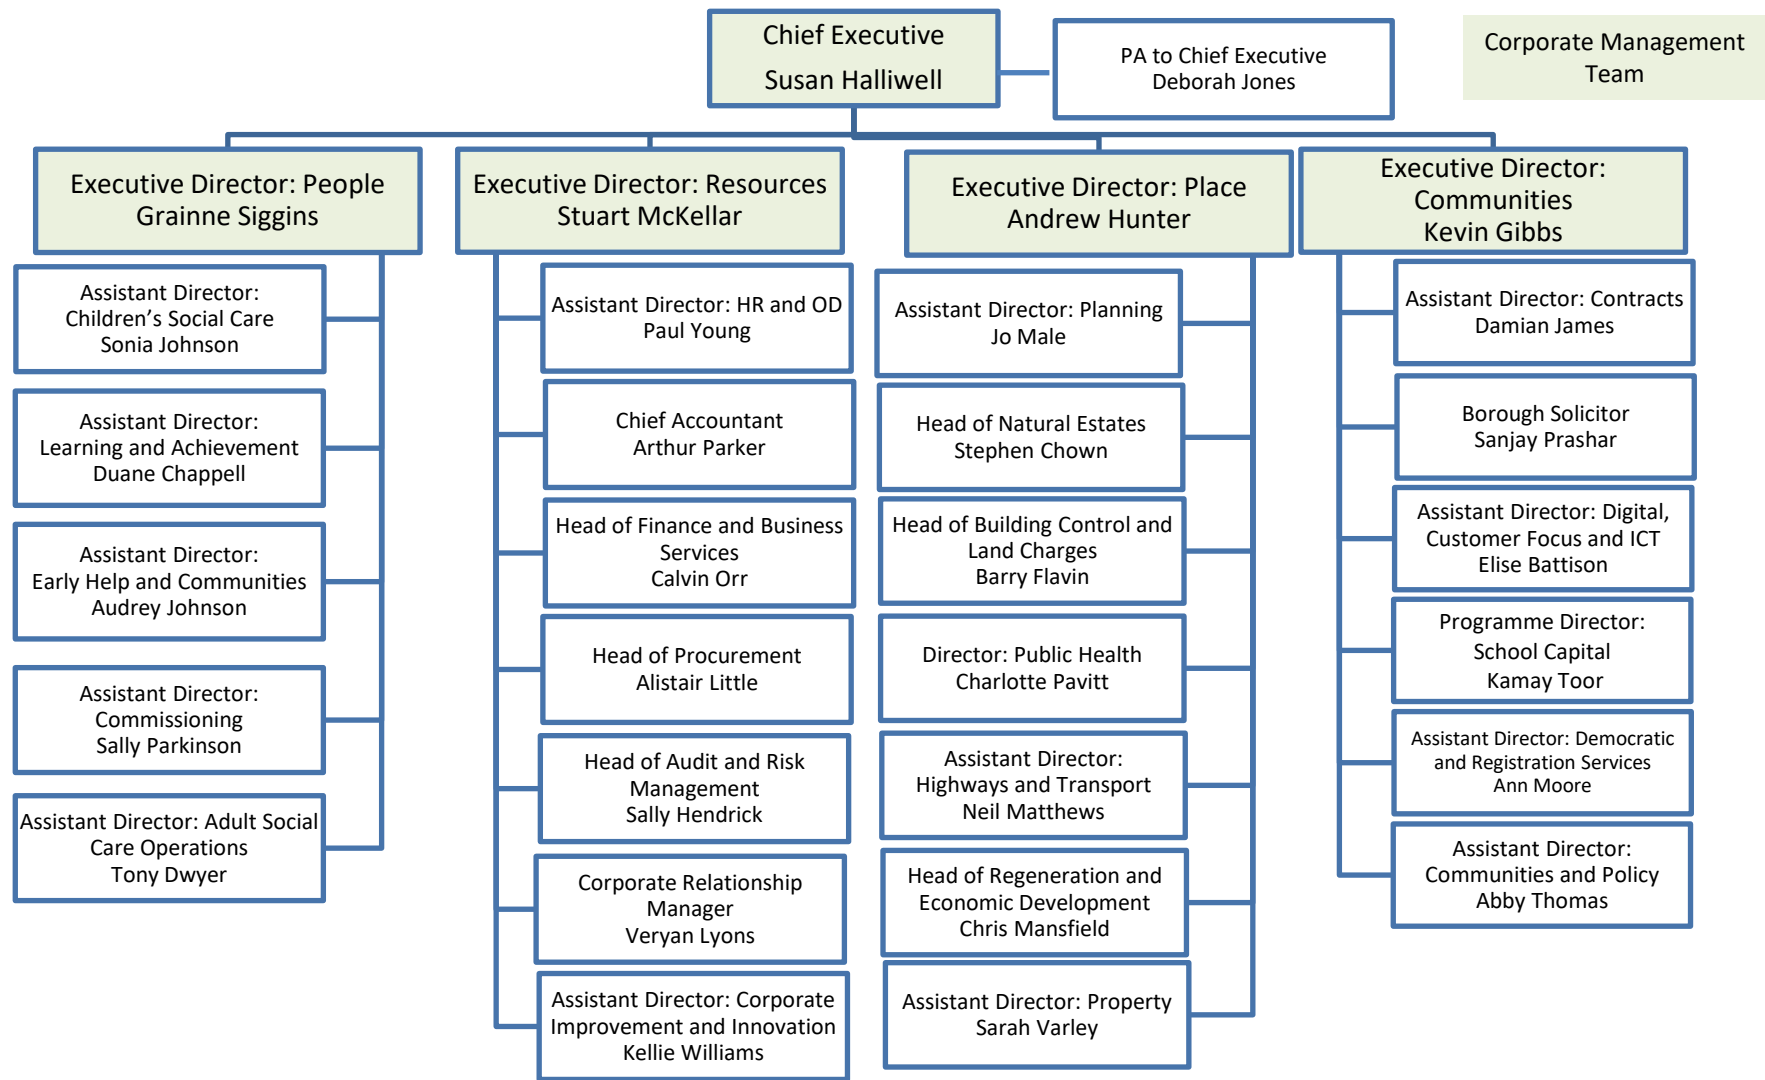 Chief Executive
Susan Halliwell
PA to Chief Executive
Deborah Jones
Corporate Management
Team
Executive Director: People
Grainne Siggins
Assistant Director:
Children’s Social Care
Sonia Johnson
Assistant Director:
Learning and Achievement
Duane Chappell
Assistant Director:
Early Help and Communities
Audrey Johnson
Assistant Director:
Commissioning
Sally Parkinson
Assistant Director: Adult Social
Care Operations
Tony Dwyer
Executive Director: Resources
Stuart McKellar
Assistant Director: HR and OD
Paul Young
Chief Accountant
Arthur Parker
Head of Finance and Business
Services
Calvin Orr
Head of Procurement
Alistair Little
Head of Audit and Risk
Management
Sally Hendrick
Corporate Relationship
Manager
Veryan Lyons
Assistant Director: Corporate
Improvement and Innovation
Kellie Williams
Executive Director: Place
Andrew Hunter
Assistant Director: Planning
Jo Male
Head of Natural Estates
Stephen Chown
Head of Building Control and
Land Charges
Barry Flavin
Director: Public Health
Charlotte Pavitt
Assistant Director:
Highways and Transport
Neil Matthews
Head of Regeneration and
Economic Development
Chris Mansfield
Assistant Director: Property
Sarah Varley
Executive Director:
Communities
Kevin Gibbs
Assistant Director: Contracts
Damian James
Borough Solicitor
Sanjay Prashar
Assistant Director: Digital,
Customer Focus and ICT
Elise Battison
Programme Director:
School Capital
Kamay Toor
Assistant Director: Democratic
and Registration Services
Ann Moore
Assistant Director:
Communities and Policy
Abby Thomas